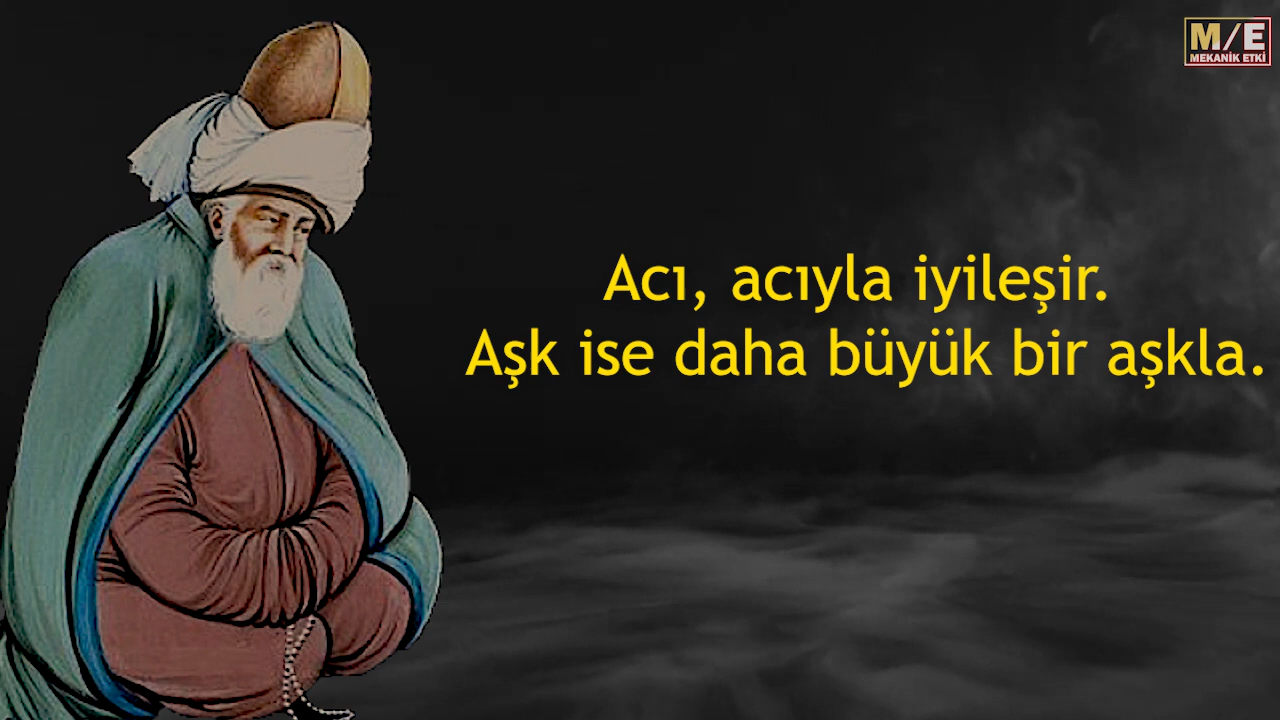 M/E
MEKANİK ETKİ
Acı, acıyla iyileşir.
Aşk ise daha büyük bir aşkla.